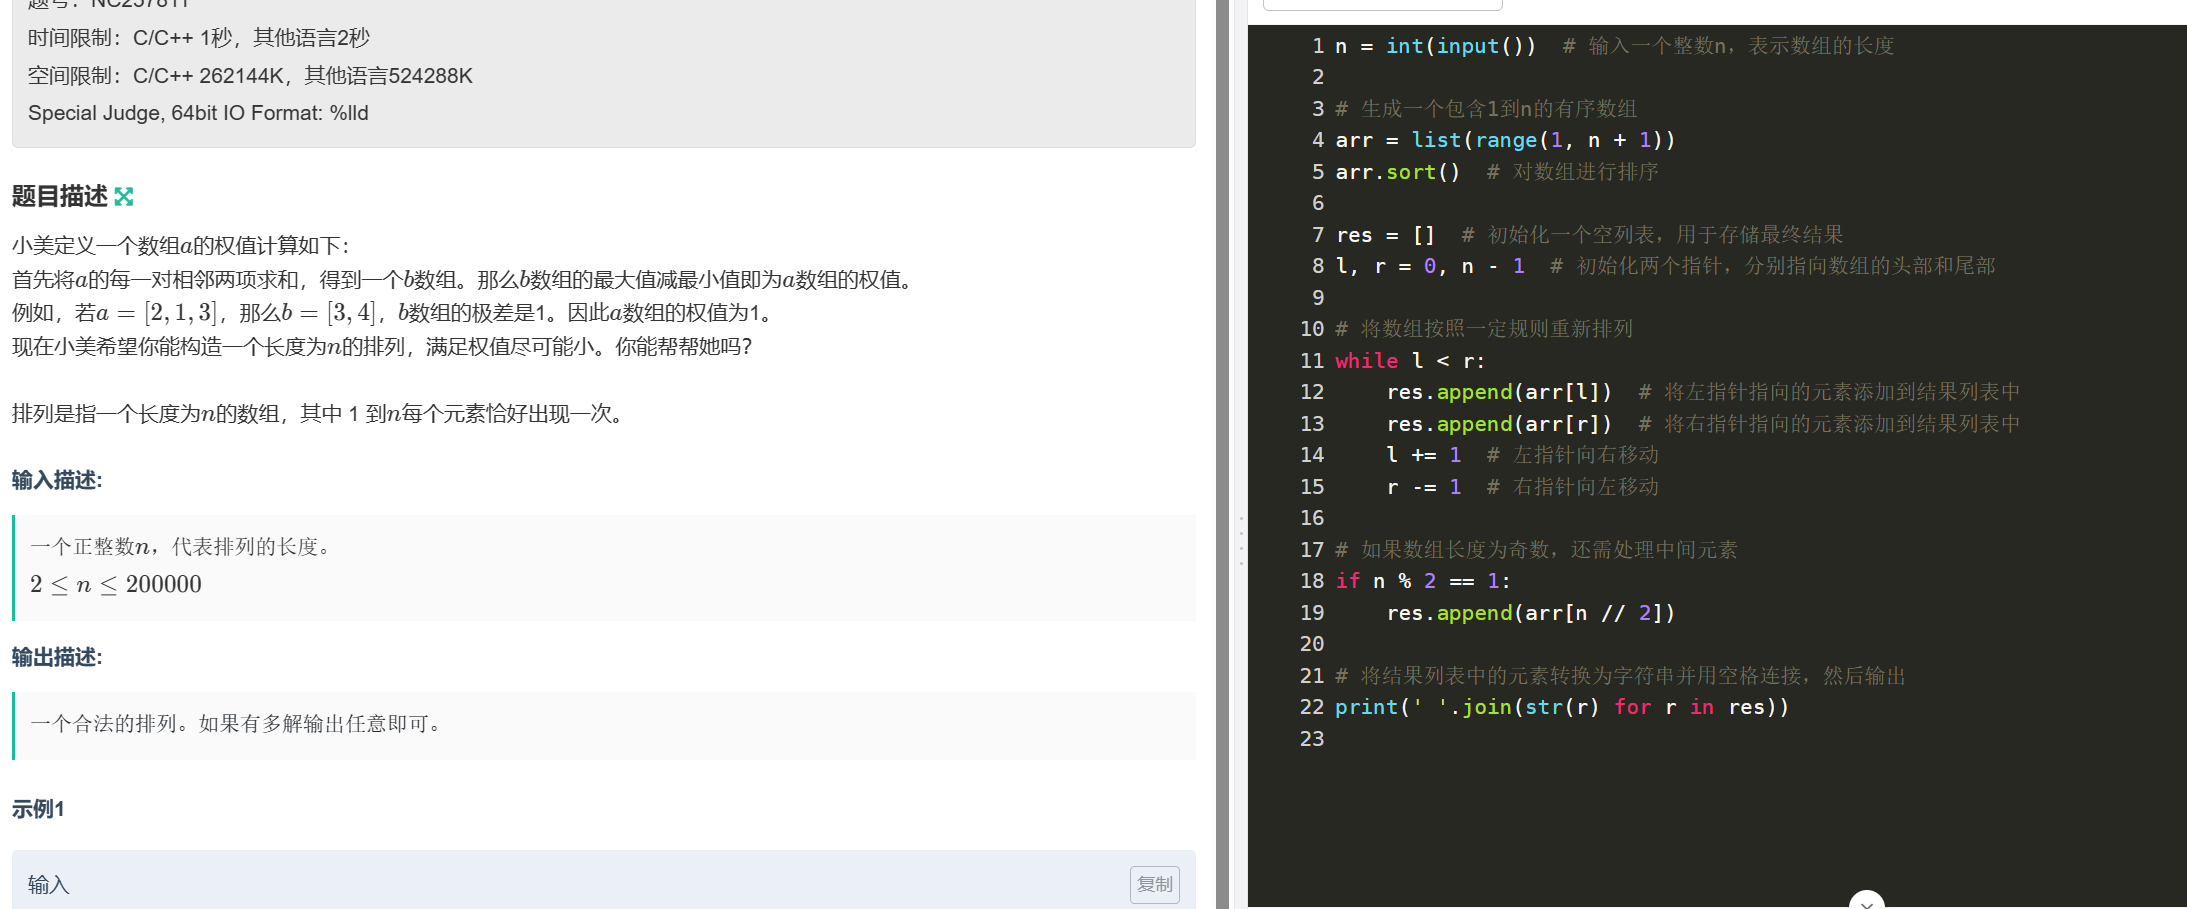 题号：NC257811
时间限制：C/C++ 1秒，其他语言2秒
空间限制：C/C++ 262144K，其他语言524288K
Special Judge, 64bit IO Format: %lld
题目描述
小美定义一个数组a的权值计算如下：
首先将a的每一对相邻两项求和，得到一个b数组。那么b数组的最大值减最小值即为a数组的权值。
例如，若a = [2, 1, 3]，那么b = [3, 4]，b数组的极差是1。因此a数组的权值为1。
现在小美希望你能构造一个长度为n的排列，满足权值尽可能小。你能帮帮她吗？
排列是指一个长度为n的数组，其中 1 到n每个元素恰好出现一次。
输入描述:
一个正整数n，代表排列的长度。
2 ≤ n ≤ 200000
输出描述:
一个合法的排列。如果有多解输出任意即可。
示例1
输入
复制
1 n = int(input())  # 输入一个整数n，表示数组的长度
2
3 # 生成一个包含1到n的有序数组
4 arr = list(range(1, n + 1))
5 arr.sort()  # 对数组进行排序
6
7 res = []  # 初始化一个空列表，用于存储最终结果
8 l, r = 0, n - 1  # 初始化两个指针，分别指向数组的头部和尾部
9
10 # 将数组按照一定规则重新排列
11 while l < r:
12     res.append(arr[l])  # 将左指针指向的元素添加到结果列表中
13     res.append(arr[r])  # 将右指针指向的元素添加到结果列表中
14     l += 1  # 左指针向右移动
15     r -= 1  # 右指针向左移动
16
17 # 如果数组长度为奇数，还需处理中间元素
18 if n % 2 == 1:
19     res.append(arr[n // 2])
20
21 # 将结果列表中的元素转换为字符串并用空格连接，然后输出
22 print(' '.join(str(r) for r in res))
23